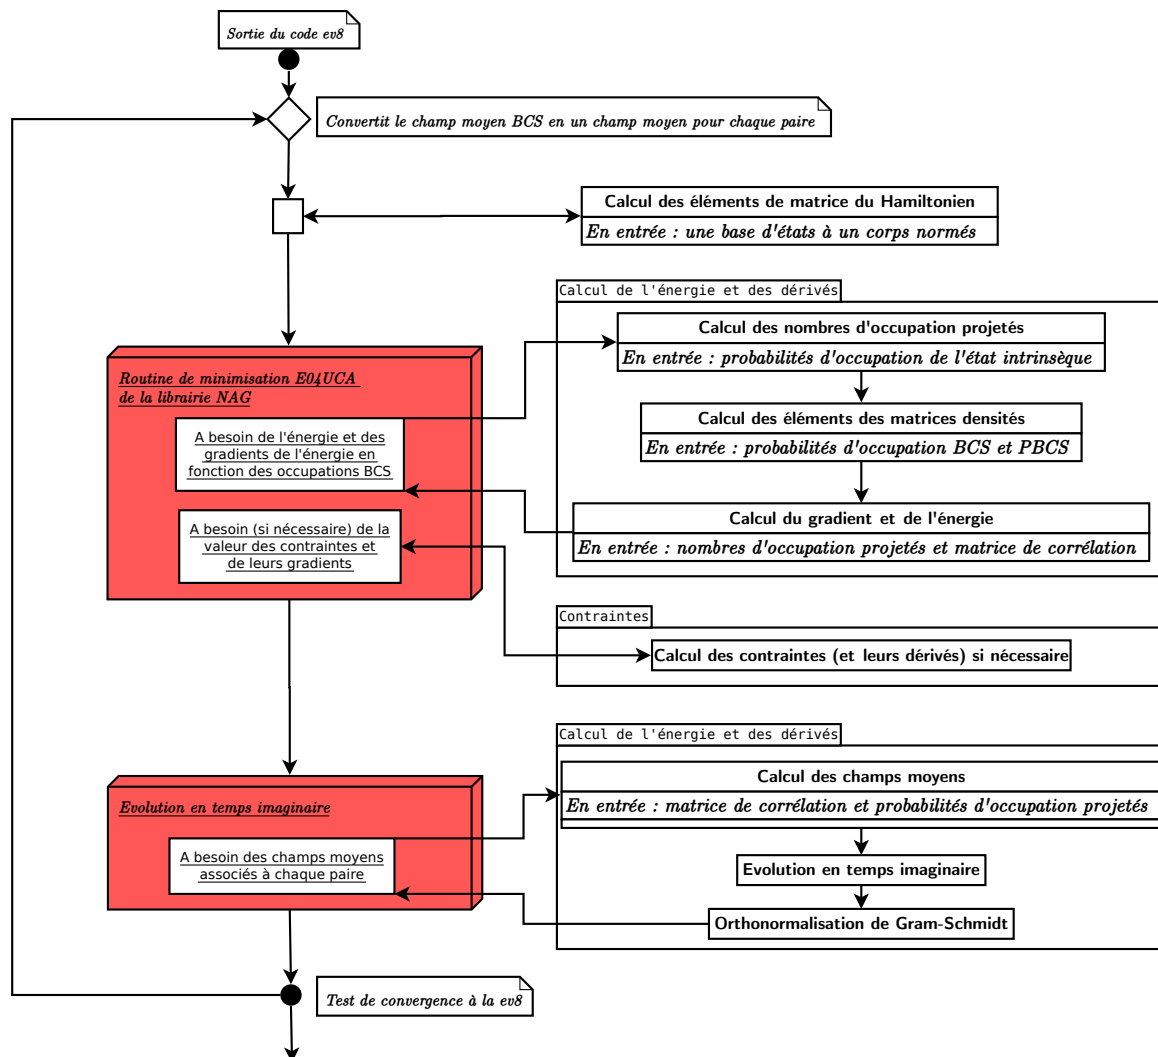 Sortie du code ev8
Convertit le champ moyen BCS en un champ moyen pour chaque paire
Calcul des éléments de matrice du Hamiltonien
En entrée : une base d'états à un corps normés
Calcul de l'énergie et des dérivés
Calcul des nombres d'occupation projetés
En entrée : probabilités d'occupation de l'état intrinsèque
Routine de minimisation E04UCA
de la librairie NAG
A besoin de l'énergie et des
gradients de l'énergie en
fonction des occupations BCS
Calcul des éléments des matrices densités
En entrée : probabilités d'occupation BCS et PBCS
Calcul du gradient et de l'énergie
En entrée : nombres d'occupation projetés et matrice de corrélation
A besoin (si nécessaire) de la
valeur des contraintes et
de leurs gradients
Contraintes
Calcul des contraintes (et leurs dérivés) si nécessaire
Calcul de l'énergie et des dérivés
Calcul des champs moyens
En entrée : matrice de corrélation et probabilités d'occupation projetés
Evolution en temps imaginaire
A besoin des champs moyens
associés à chaque paire
Evolution en temps imaginaire
Orthonormalisation de Gram-Schmidt
Test de convergence à la ev8